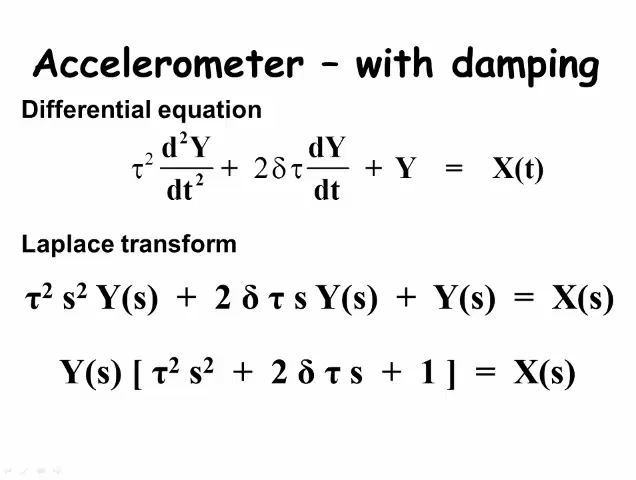 Accelerometer – with damping
Differential equation
τ² d²Y/dt² + 2δτ dY/dt + Y = X(t)
Laplace transform
τ² s² Y(s) + 2 δ τ s Y(s) + Y(s) = X(s)
Y(s) [ τ² s² + 2 δ τ s + 1 ] = X(s)